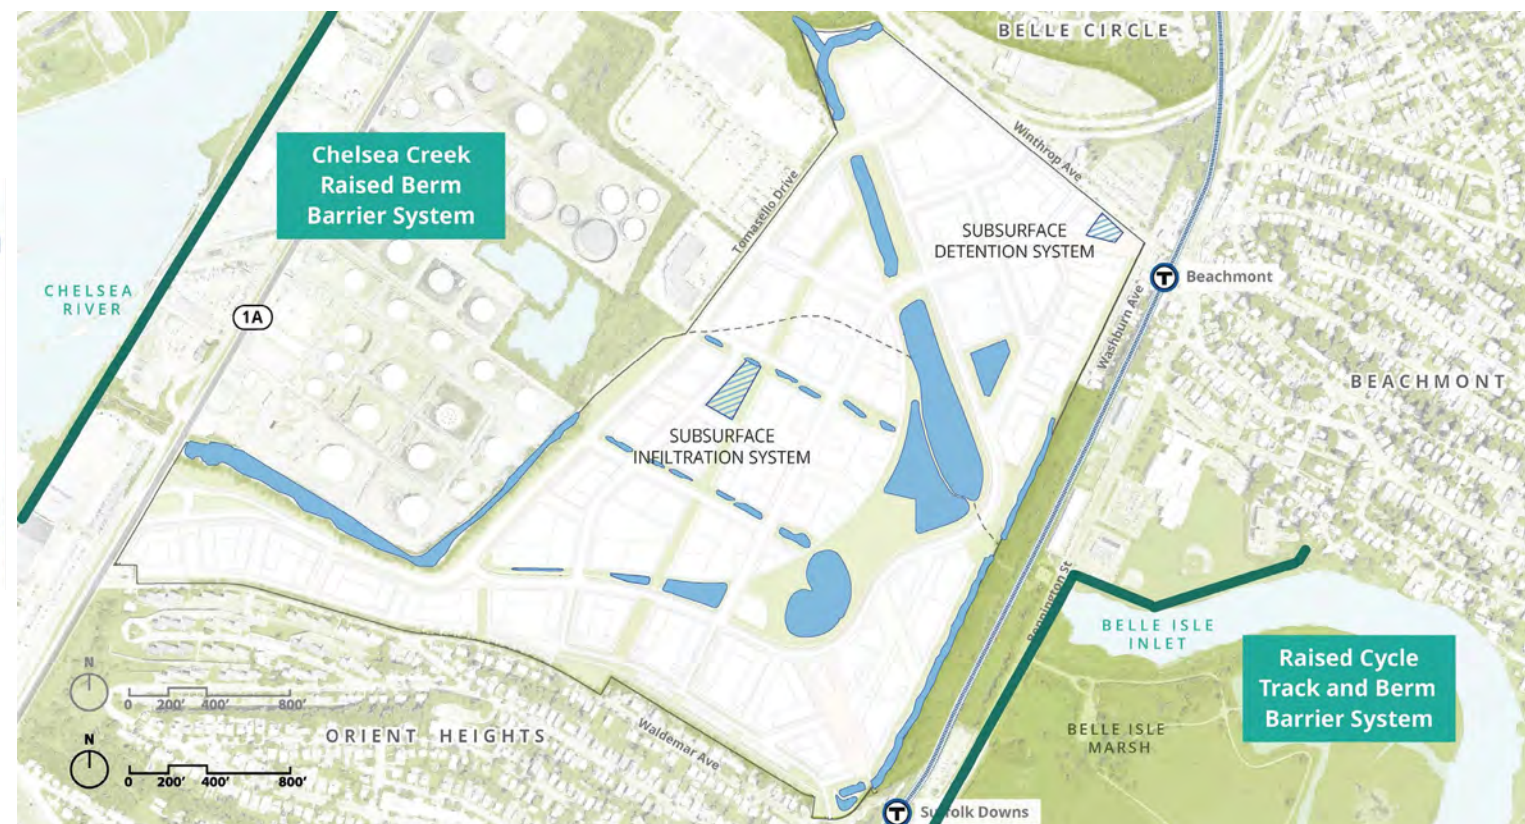 BELLE CIRCLE
Chelsea Creek
Raised Berm
Barrier System
Winthrop Ave
Tomasello Drive
SUBSURFACE
DETENTION SYSTEM
T
Beachmont
CHELSEA
RIVER
1A
Washburn Ave
BEACHMONT
SUBSURFACE
INFILTRATION SYSTEM
Bennington St
BELLE ISLE
INLET
Raised Cycle
Track and Berm
Barrier System
N
0 200' 400' 800'
ORIENT HEIGHTS
Waldemar Ave
BELLE ISLE
MARSH
N
0 200' 400' 800'
T
Suffolk Downs